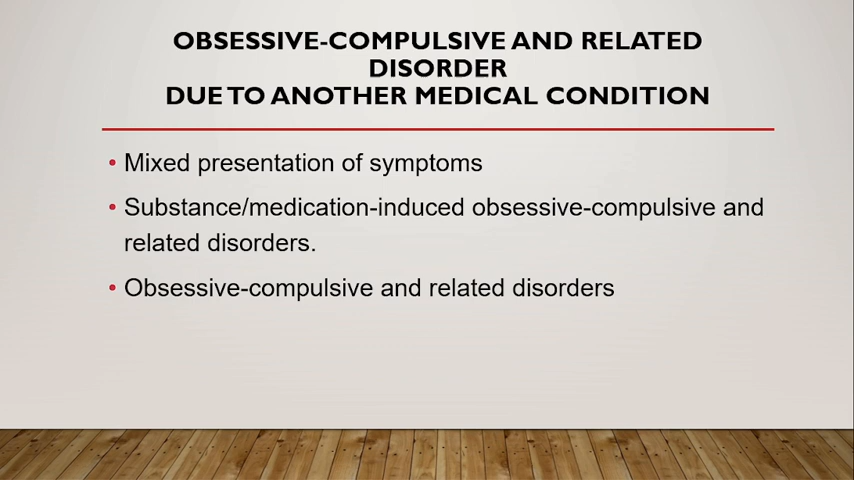 OBSESSIVE-COMPULSIVE AND RELATED
DISORDER
DUE TO ANOTHER MEDICAL CONDITION
• Mixed presentation of symptoms
• Substance/medication-induced obsessive-compulsive and
related disorders.
• Obsessive-compulsive and related disorders